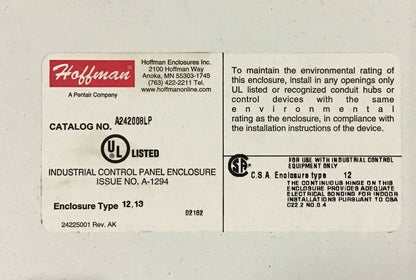 Hoffman
A Pentair Company
Hoffman Enclosures Inc.
2100 Hoffman Way
Anoka, MN 55303-1745
(763) 422-2211 Tel.
www.hoffmanonline.com
CATALOG NO. A242008LP
UL LISTED
INDUSTRIAL CONTROL PANEL ENCLOSURE
ISSUE NO. A-1294
Enclosure Type 12,13
02162
24225001 Rev. AK
To maintain the environmental rating of
this enclosure, install in any openings only
UL listed or recognized conduit hubs or
control devices with the same
environmental
rating as the enclosure, in compliance with
the installation instructions of the device.
FOR USE WITH INDUSTRIAL CONTROL
EQUIPMENT ONLY
C.S.A. Enclosure type 12
THE CONTINUOUS HINGE ON THIS
ENCLOSURE PROVIDES ADEQUATE
ELECTRICAL BONDING FOR INDOOR
INSTALLATIONS PURSUANT TO CSA
C22.2 NO.0.4